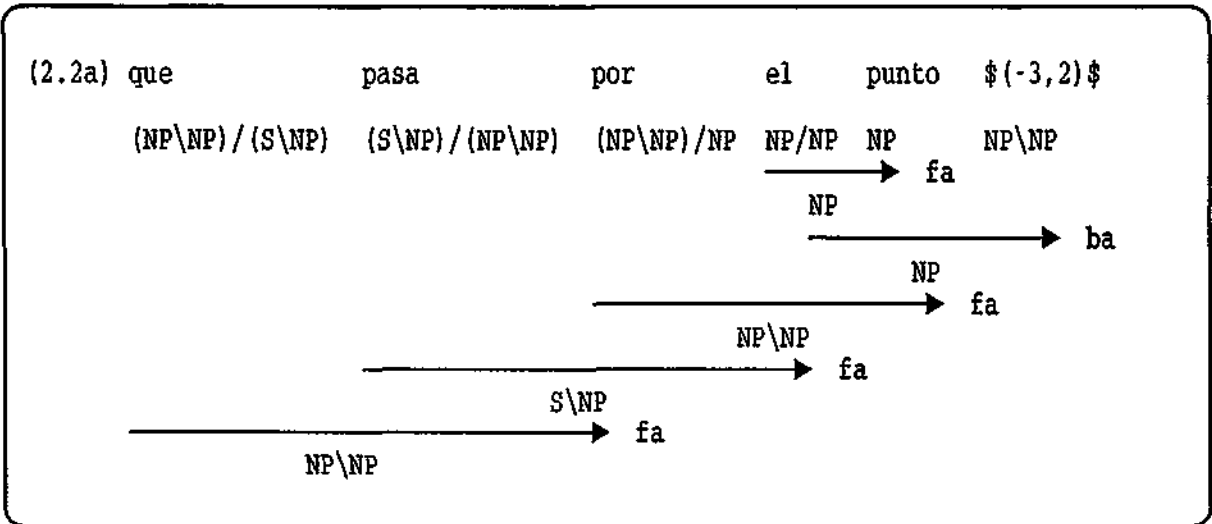 (2.2a) que pasa por el punto $(-3,2)$
(NP\NP)/(S\NP) (S\NP)/(NP\NP) (NP\NP)/NP NP/NP NP NP\NP
fa
NP
ba
NP
fa
NP\NP
fa
S\NP
fa
NP\NP